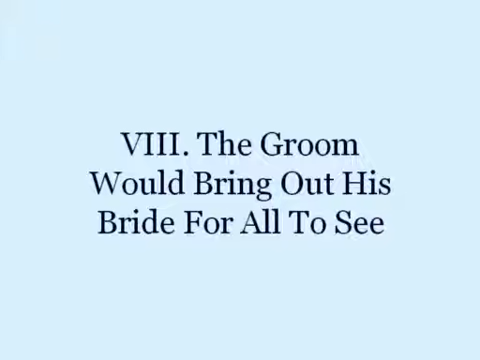 VIII. The Groom
Would Bring Out His
Bride For All To See